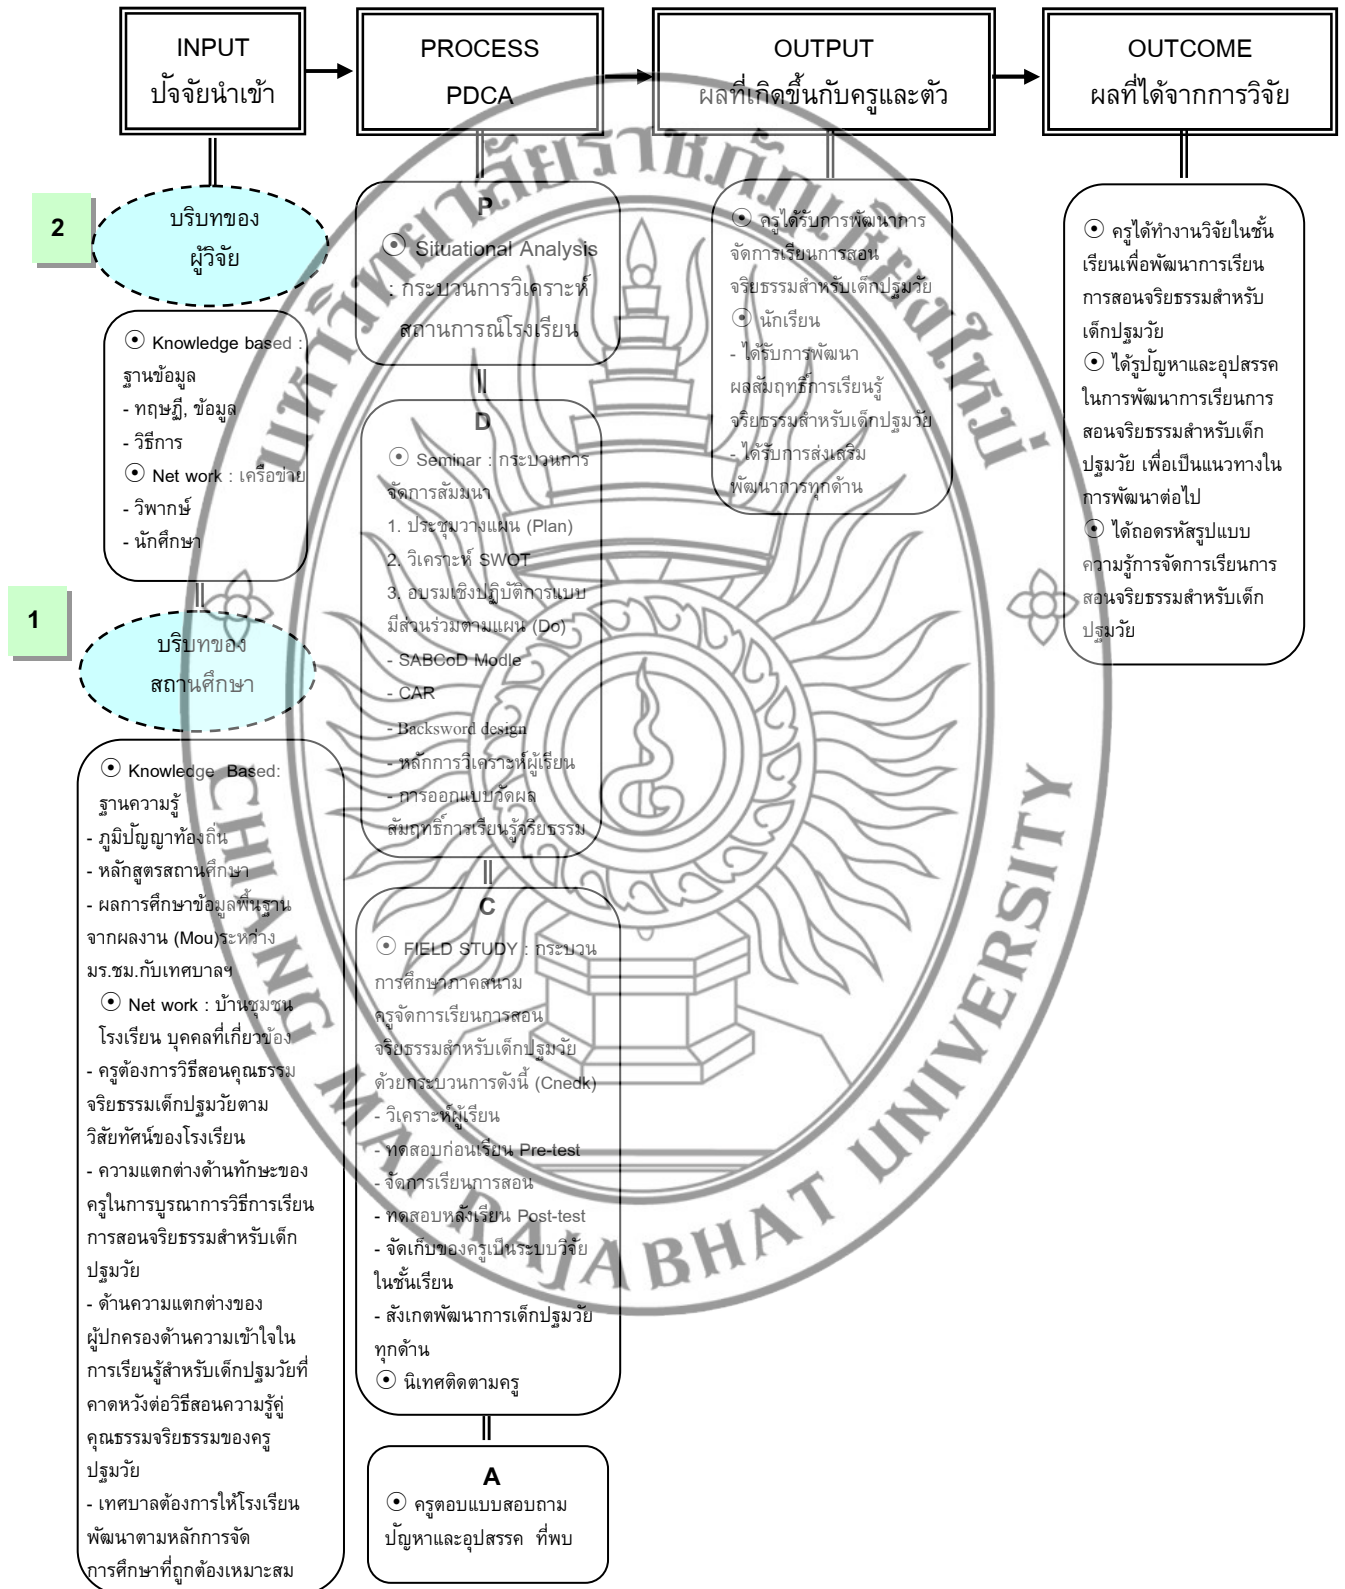 INPUT
ปัจจัยนำเข้า
PROCESS
PDCA
OUTPUT
ผลที่เกิดขึ้นกับครูและตัว
OUTCOME
ผลที่ได้จากการวิจัย
2
บริบทของ
ผู้วิจัย
⦿ Knowledge based :
ฐานข้อมูล
- ทฤษฎี, ข้อมูล
- วิธีการ
⦿ Net work : เครือข่าย
- วิพากษ์
- นักศึกษา
1
บริบทของ
สถานศึกษา
⦿ Knowledge Based:
ฐานความรู้
- ภูมิปัญญาท้องถิ่น
- หลักสูตรสถานศึกษา
- ผลการศึกษาข้อมูลพื้นฐาน
จากผลงาน (Mou)ระหว่าง
มร.ชม.กับเทศบาลฯ
⦿ Net work : บ้านชุมชน
โรงเรียน บุคคลที่เกี่ยวข้อง
- ครูต้องการวิธีสอนคุณธรรม
จริยธรรมเด็กปฐมวัยตาม
วิสัยทัศน์ของโรงเรียน
- ความแตกต่างด้านทักษะของ
ครูในการบูรณาการวิธีการเรียน
การสอนจริยธรรมสำหรับเด็ก
ปฐมวัย
- ด้านความแตกต่างของ
ผู้ปกครองด้านความเข้าใจใน
การเรียนรู้สำหรับเด็กปฐมวัยที่
คาดหวังต่อวิธีสอนความรู้คู่
คุณธรรมจริยธรรมของครู
ปฐมวัย
- เทศบาลต้องการให้โรงเรียน
พัฒนาตามหลักการจัด
การศึกษาที่ถูกต้องเหมาะสม
P
⦿ Situational Analysis
: กระบวนการวิเคราะห์
สถานการณ์โรงเรียน
D
⦿ Seminar : กระบวนการ
จัดการสัมมนา
1. ประชุมวางแผน (Plan)
2. วิเคราะห์ SWOT
3. อบรมเชิงปฏิบัติการแบบ
มีส่วนร่วมตามแผน (Do)
- SABCoD Modle
- CAR
- Backsword design
- หลักการวิเคราะห์ผู้เรียน
- การออกแบบวัดผล
สัมฤทธิ์การเรียนรู้จริยธรรม
C
⦿ FIELD STUDY : กระบวน
การศึกษาภาคสนาม
ครูจัดการเรียนการสอน
จริยธรรมสำหรับเด็กปฐมวัย
ด้วยกระบวนการดังนี้ (Cnedk)
- วิเคราะห์ผู้เรียน
- ทดสอบก่อนเรียน Pre-test
- จัดการเรียนการสอน
- ทดสอบหลังเรียน Post-test
- จัดเก็บของครูเป็นระบบวิจัย
ในชั้นเรียน
- สังเกตพัฒนาการเด็กปฐมวัย
ทุกด้าน
⦿ นิเทศติดตามครู
A
⦿ ครูตอบแบบสอบถาม
ปัญหาและอุปสรรค ที่พบ
⦿ ครูได้รับการพัฒนาการ
จัดการเรียนการสอน
จริยธรรมสำหรับเด็กปฐมวัย
⦿ นักเรียน
- ได้รับการพัฒนา
ผลสัมฤทธิ์การเรียนรู้
จริยธรรมสำหรับเด็กปฐมวัย
- ได้รับการส่งเสริม
พัฒนาการทุกด้าน
⦿ ครูได้ทำงานวิจัยในชั้น
เรียนเพื่อพัฒนาการเรียน
การสอนจริยธรรมสำหรับ
เด็กปฐมวัย
⦿ ได้รูปัญหาและอุปสรรค
ในการพัฒนาการเรียนการ
สอนจริยธรรมสำหรับเด็ก
ปฐมวัย เพื่อเป็นแนวทางใน
การพัฒนาต่อไป
⦿ ได้ถอดรหัสรูปแบบ
ความรู้การจัดการเรียนการ
สอนจริยธรรมสำหรับเด็ก
ปฐมวัย
มหาวิทยาลัยราชภัฏเชียงใหม่
CHIANG MAI RAJABHAT UNIVERSITY